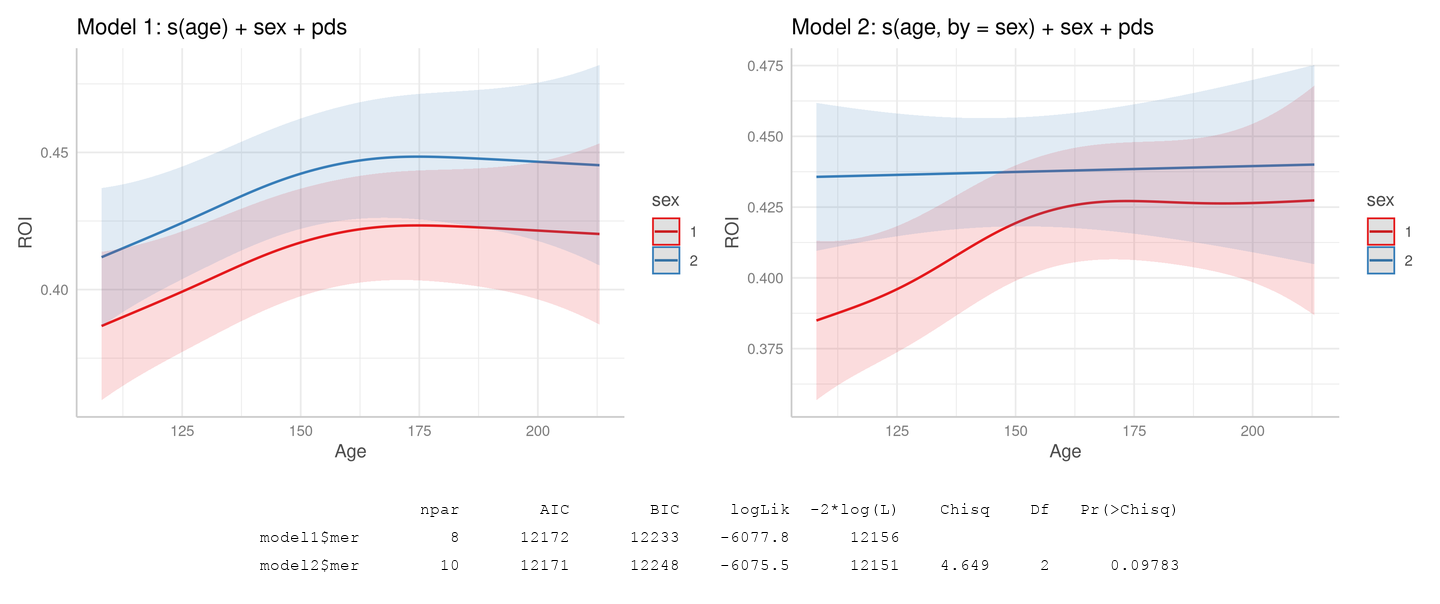 Model 1: s(age) + sex + pds
0.45
0.40
ROI
125 150 175 200
Age
sex
1
2
Model 2: s(age, by = sex) + sex + pds
0.475
0.450
0.425
0.400
0.375
ROI
125 150 175 200
Age
sex
1
2
npar AIC BIC logLik -2*log(L) Chisq Df Pr(>Chisq)
model1$mer 8 12172 12233 -6077.8 12156
model2$mer 10 12171 12248 -6075.5 12151 4.649 2 0.09783